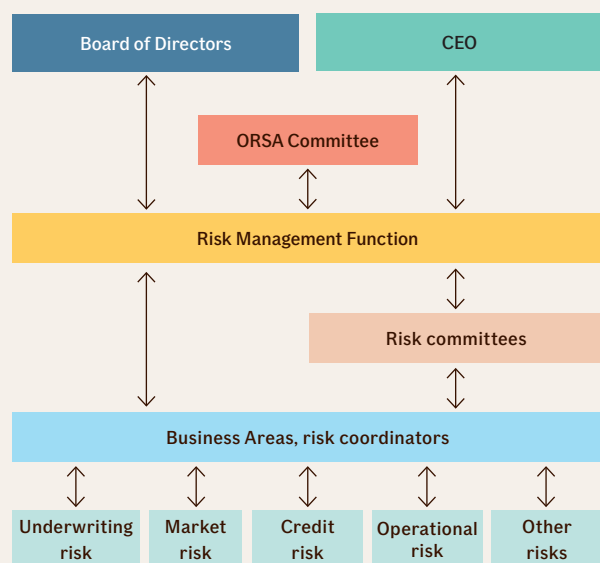 Board of Directors
CEO
ORSA Committee
Risk Management Function
Risk committees
Business Areas, risk coordinators
Underwriting
risk
Market
risk
Credit
risk
Operational
risk
Other
risks